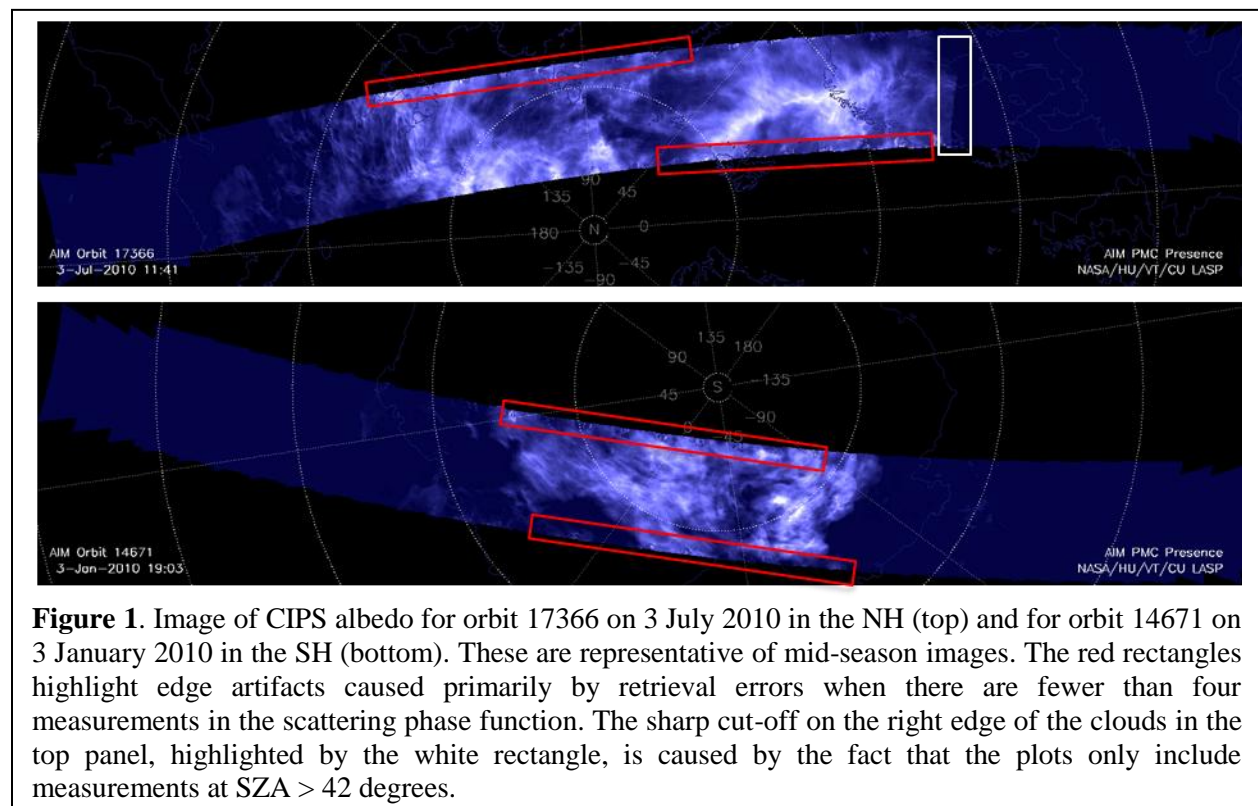 90
45
135
180
N
0
-135
-45
-90
AIM Orbit 17366
3-Jul-2010 11:41
AIM PMC Presence
NASA/HU/VT/CU LASP
135
180
90
45
S
-135
0
-45
-90
AIM Orbit 14671
3-Jan-2010 19:03
AIM PMC Presence
NASA/HU/VT/CU LASP
Figure 1. Image of CIPS albedo for orbit 17366 on 3 July 2010 in the NH (top) and for orbit 14671 on
3 January 2010 in the SH (bottom). These are representative of mid-season images. The red rectangles
highlight edge artifacts caused primarily by retrieval errors when there are fewer than four
measurements in the scattering phase function. The sharp cut-off on the right edge of the clouds in the
top panel, highlighted by the white rectangle, is caused by the fact that the plots only include
measurements at SZA > 42 degrees.